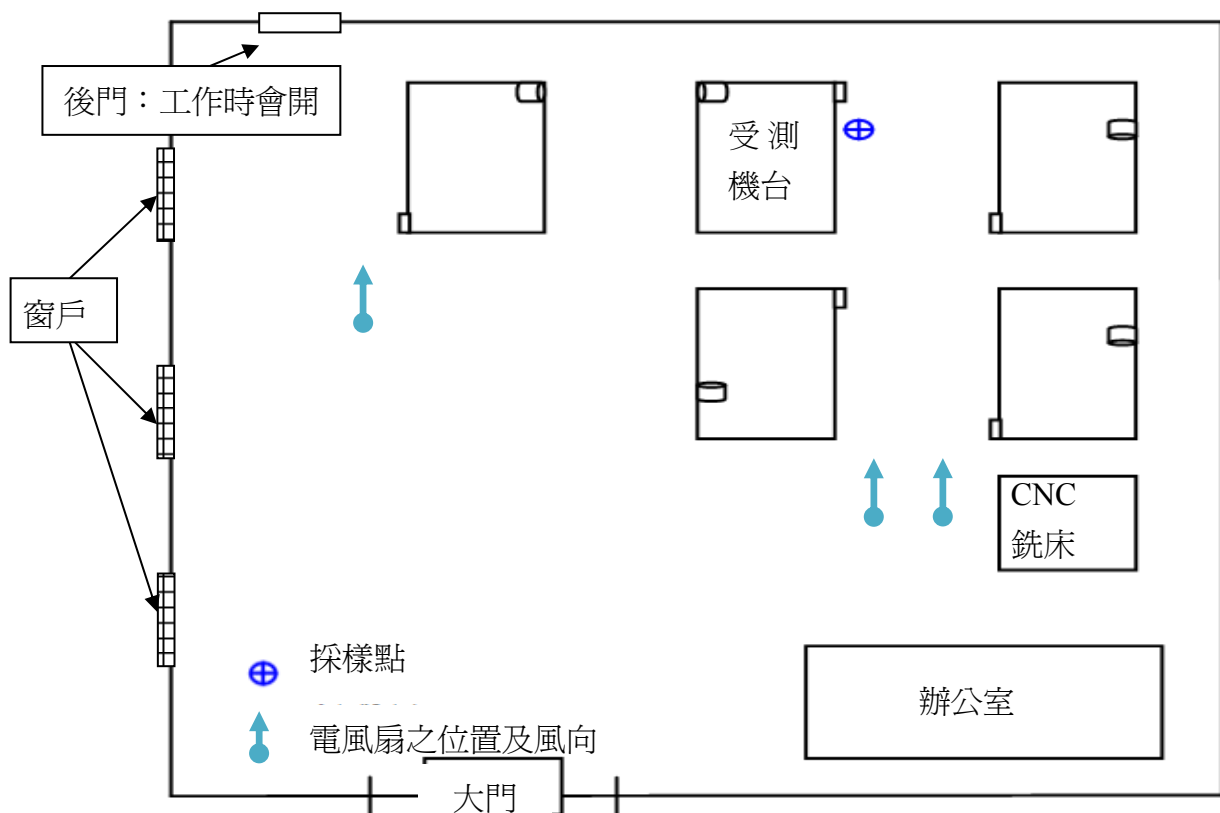 後門：工作時會開
受測
機台
窗戶
CNC
銑床
採樣點
辦公室
電風扇之位置及風向
大門